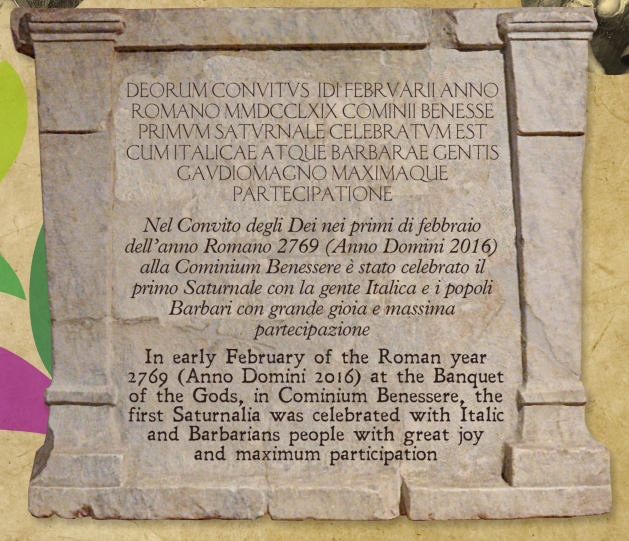 DEORUM CONVITVS IDI FEBRVARII ANNO
ROMANO MMDCCLXIX COMINII BENESSE
PRIMVM SATVRNALE CELEBRATVM EST
CUM ITALICAE ATQUE BARBARAE GENTIS
GAVDIOMAGNO MAXIMAQUE
PARTECIPATIONE
Nel Convito degli Dei nei primi di febbraio
dell'anno Romano 2769 (Anno Domini 2016)
alla Cominium Benessere è stato celebrato il
primo Saturnale con la gente Italica e i popoli
Barbari con grande gioia e massima
partecipazione
In early February of the Roman year
2769 (Anno Domini 2016) at the Banquet
of the Gods, in Cominium Benessere, the
first Saturnalia was celebrated with Italic
and Barbarians people with great joy
and maximum participation